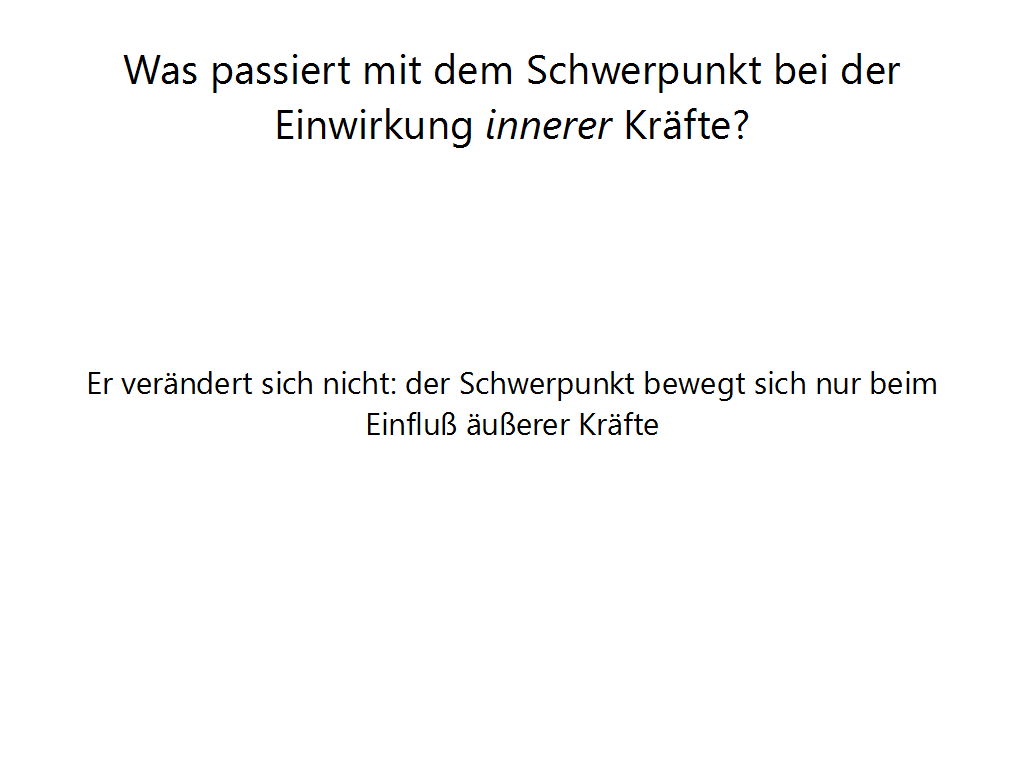 Was passiert mit dem Schwerpunkt bei der
Einwirkung innerer Kräfte?
Er verändert sich nicht: der Schwerpunkt bewegt sich nur beim
Einfluß äußerer Kräfte